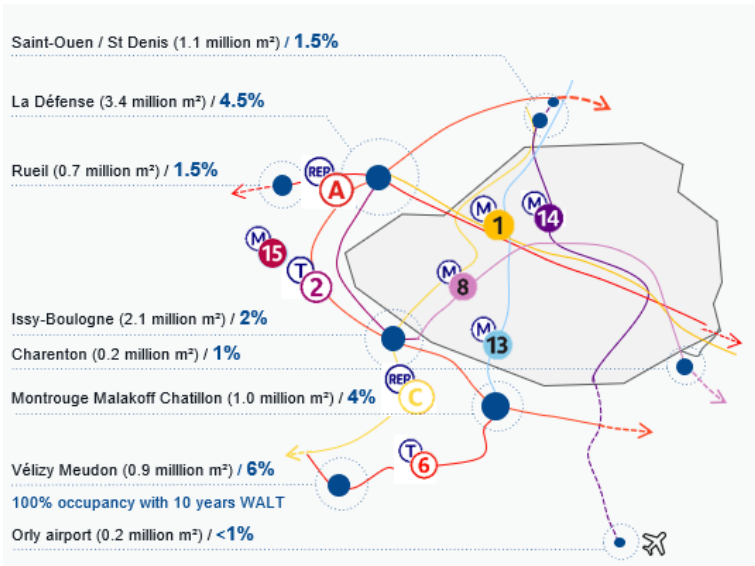 Saint-Ouen / St Denis (1.1 million m²) / 1.5%
La Défense (3.4 million m²) / 4.5%
Rueil (0.7 million m²) / 1.5%
RER
A
M
1
M
14
M
15
T
2
M
8
Issy-Boulogne (2.1 million m²) / 2%
M
13
Charenton (0.2 million m²) / 1%
RER
C
Montrouge Malakoff Chatillon (1.0 million m²) / 4%
T
6
Vélizy Meudon (0.9 milllion m²) / 6%
100% occupancy with 10 years WALT
Orly airport (0.2 million m²) / <1%